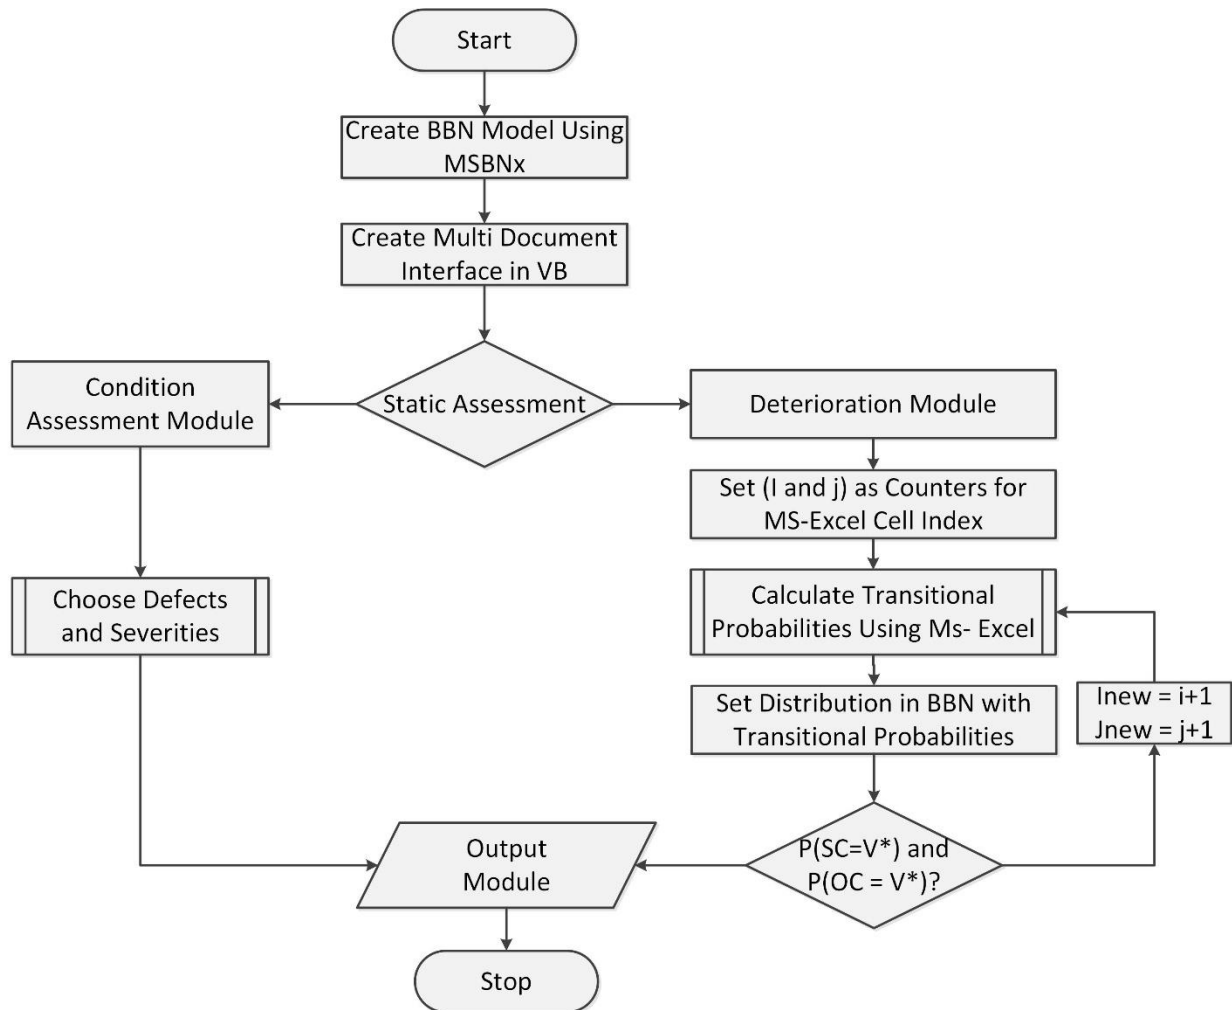 Start
Create BBN Model Using
MSBNx
Create Multi Document
Interface in VB
Static Assessment
Condition
Assessment Module
Choose Defects
and Severities
Deterioration Module
Set (I and j) as Counters for
MS-Excel Cell Index
Calculate Transitional
Probabilities Using Ms- Excel
Set Distribution in BBN with
Transitional Probabilities
Inew = i+1
Jnew = j+1
P(SC=V*) and
P(OC = V*)?
Output
Module
Stop